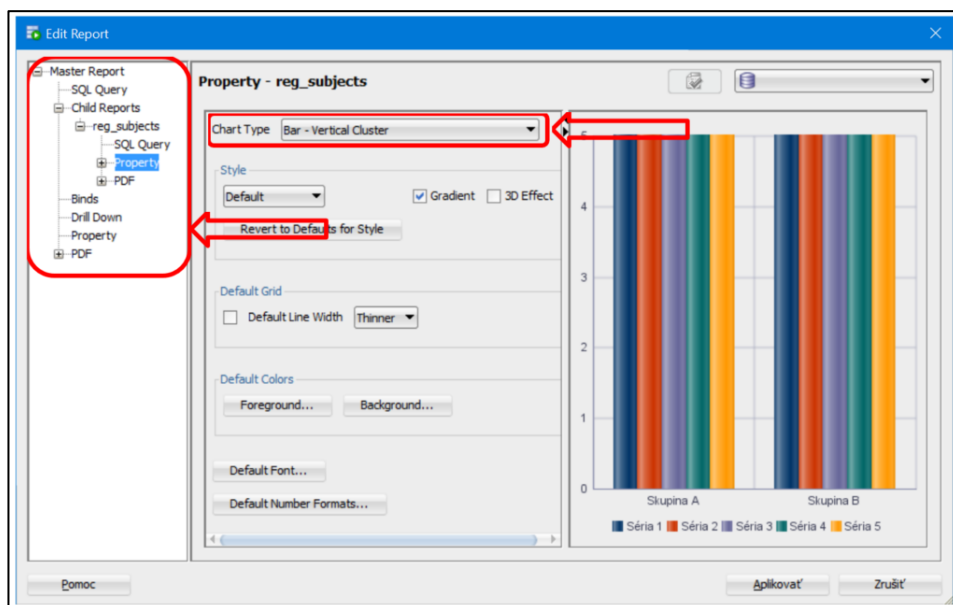 Edit Report
Master Report
SQL Query
Child Reports
reg_subjects
SQL Query
Property
PDF
Binds
Drill Down
Property
PDF
Property - reg_subjects
Chart Type Bar - Vertical Cluster
Style
Default Gradient 3D Effect
Revert to Defaults for Style
Default Grid
Default Line Width Thinner
Default Colors
Foreground... Background...
Default Font...
Default Number Formats...
5
4
3
2
1
0
Skupina A Skupina B
Séria 1 Séria 2 Séria 3 Séria 4 Séria 5
Pomoc Aplikovať Zrušiť